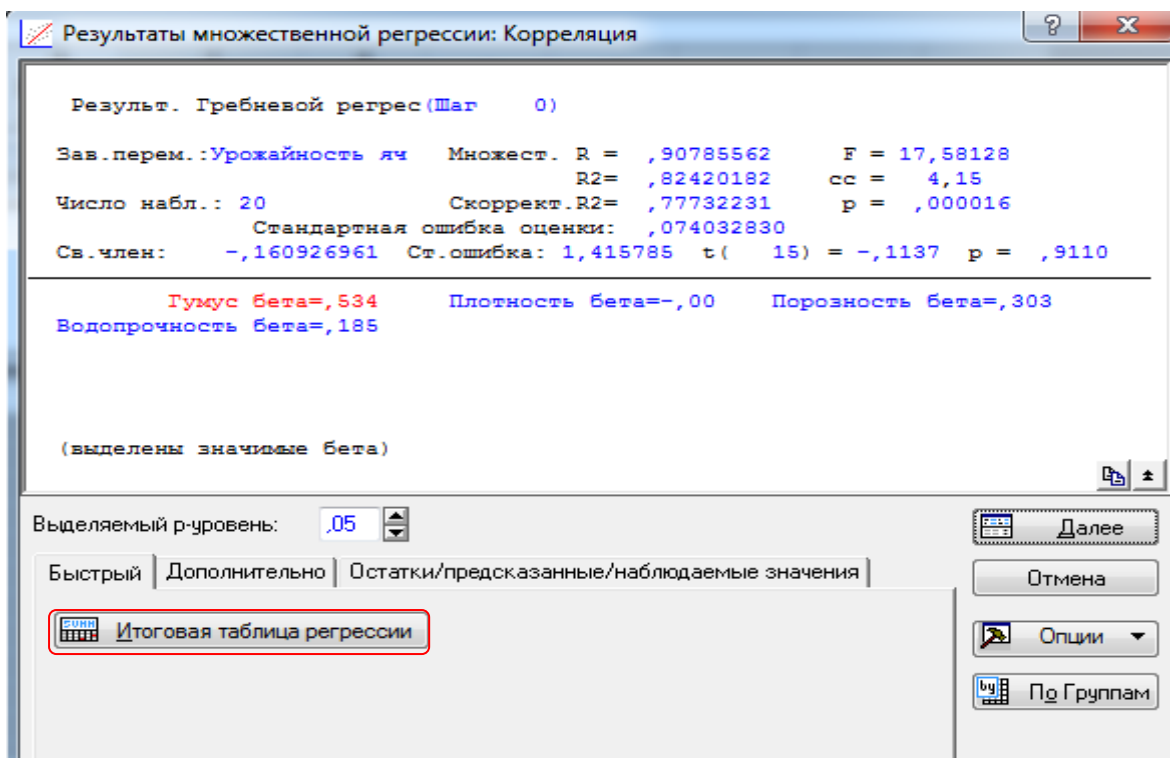 Результаты множественной регрессии: Корреляция
Результ. Гребневой регрес(Шаг 0)
Зав.перем.:Урожайность яч Множест. R = ,90785562 F = 17,58128
R2= ,82420182 сс = 4,15
Число набл.: 20 Скоррект.R2= ,77732231 p = ,000016
Стандартная ошибка оценки: ,074032830
Св.член: -,160926961 Ст.ошибка: 1,415785 t( 15) = -,1137 p = ,9110
Гумус бета=,534 Плотность бета=-,00 Порозность бета=,303
Водопрочность бета=,185
(выделены значимые бета)
Выделяемый p-уровень: ,05
Далее
Быстрый Дополнительно Остатки/предсказанные/наблюдаемые значения
Отмена
SUMM Итоговая таблица регрессии
Опции
by По Группам